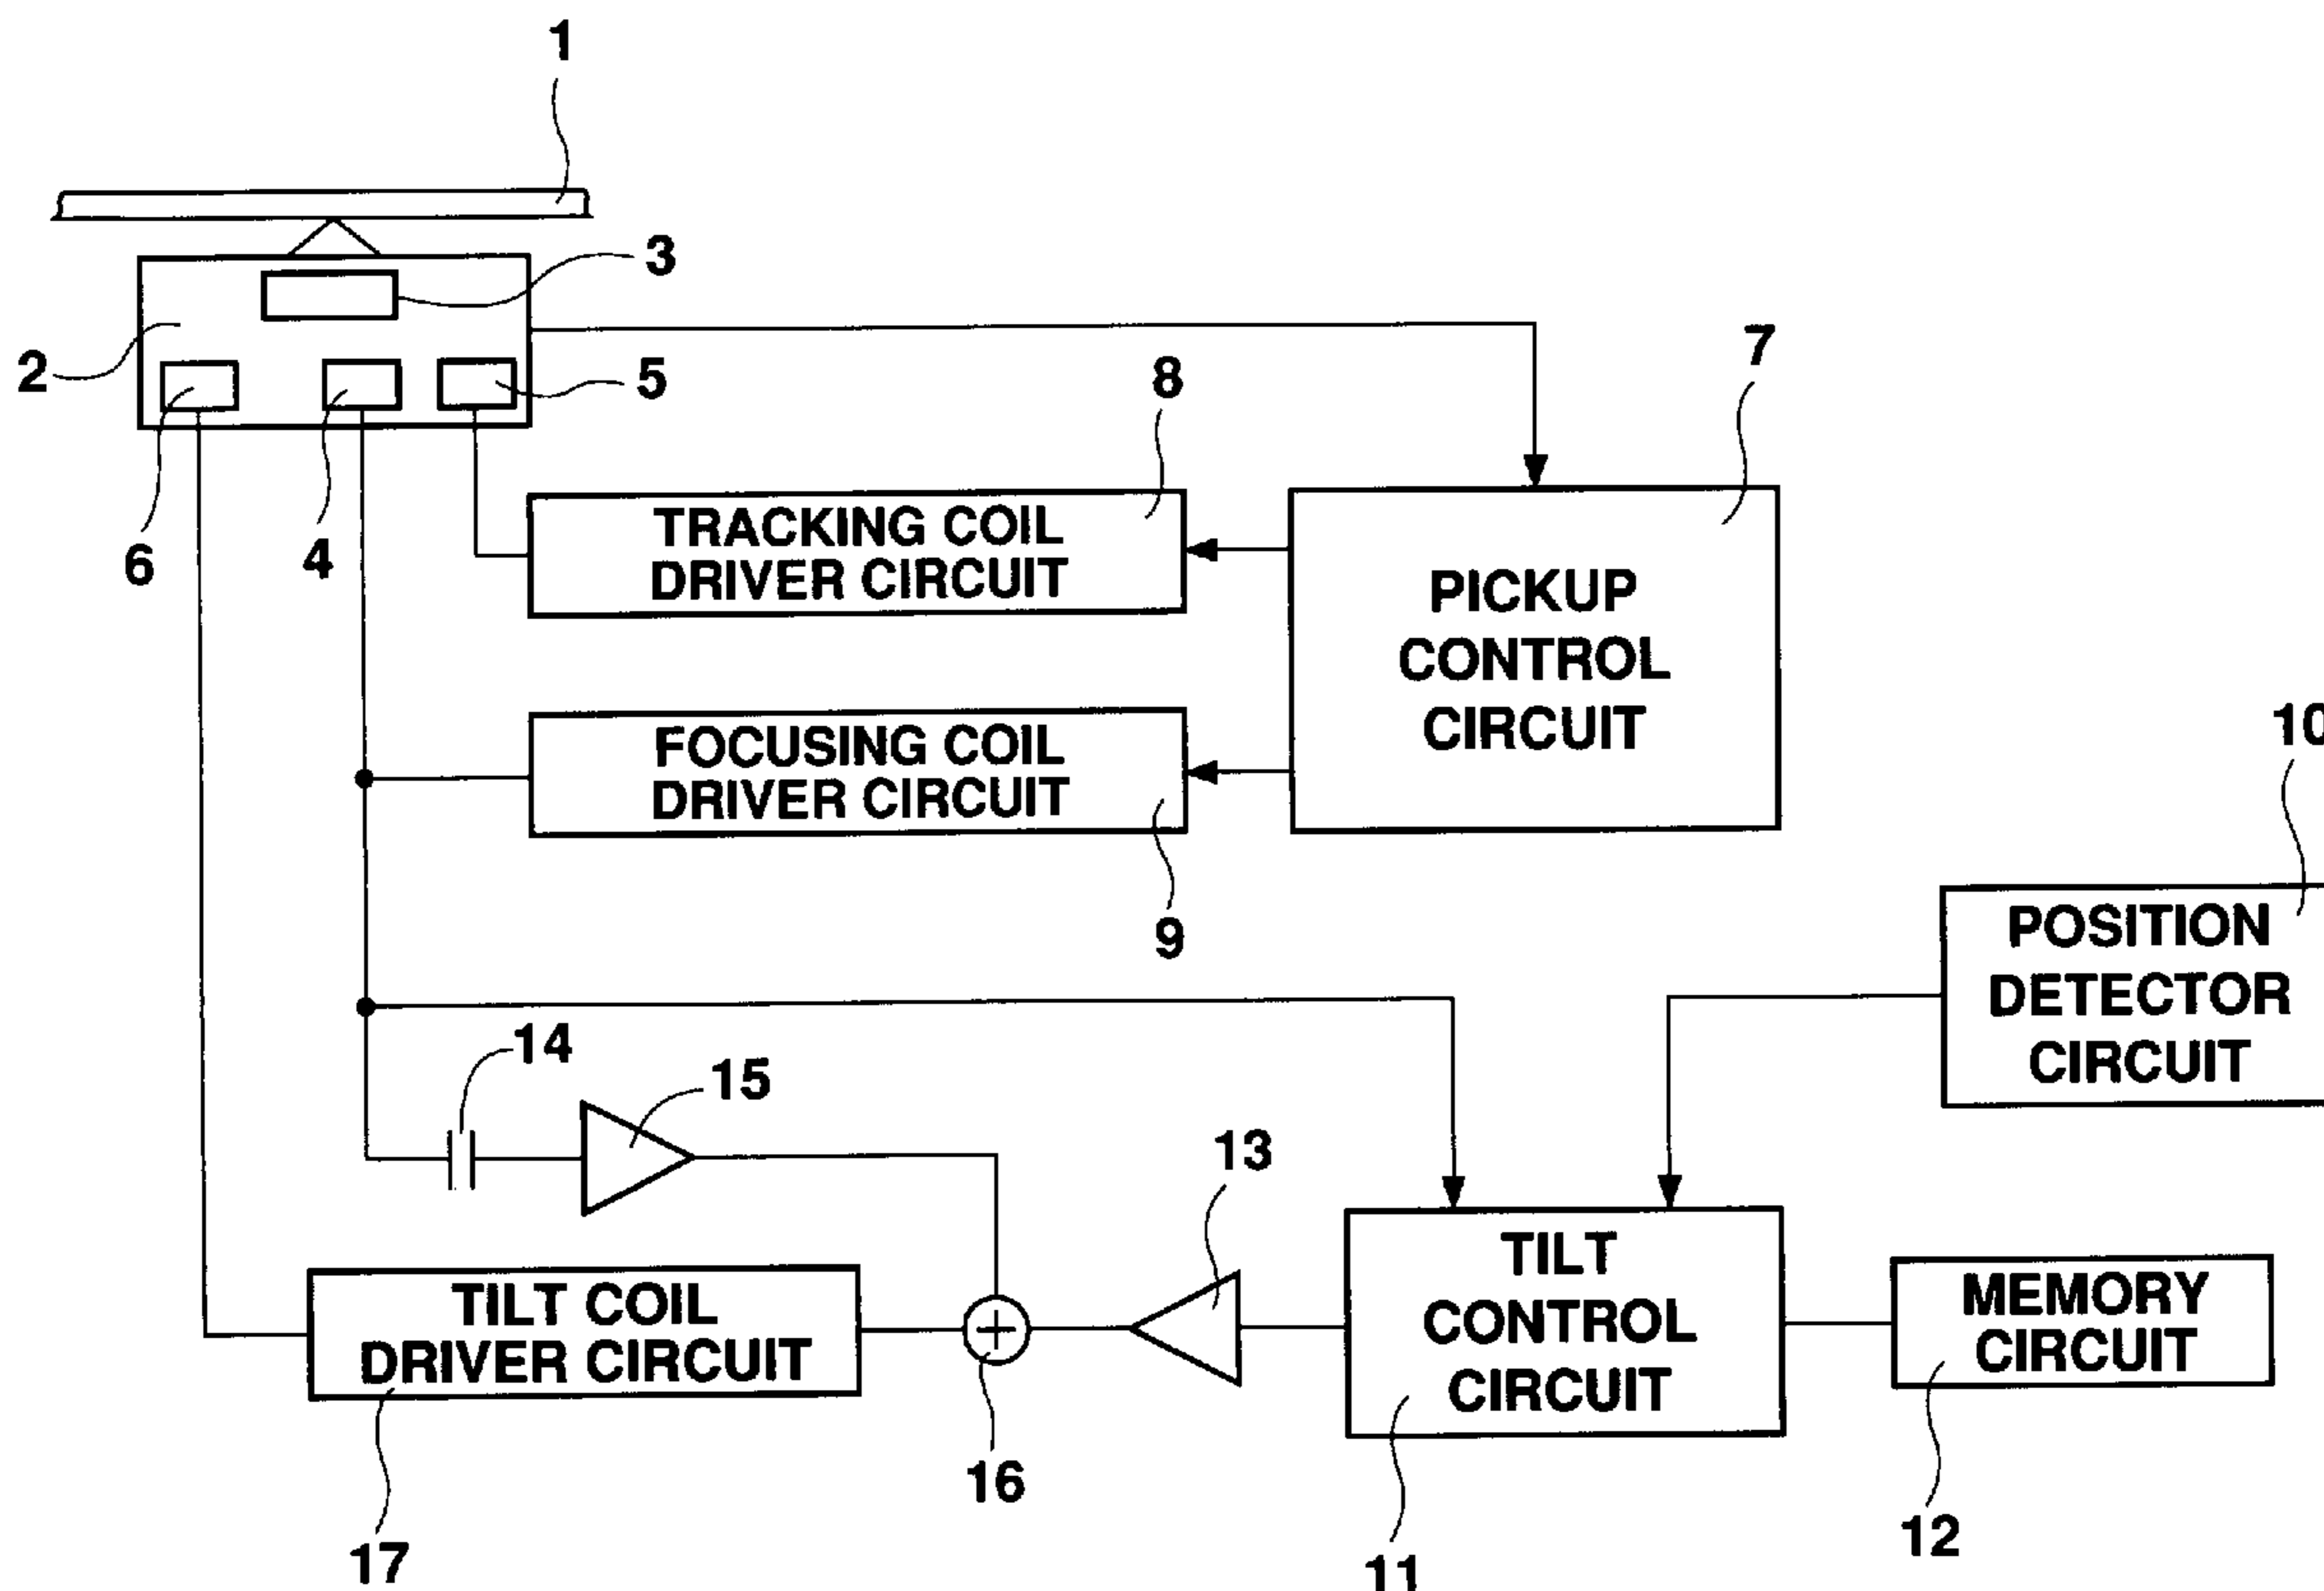 1
3
2
5
8
7
6
4
TRACKING COIL
DRIVER CIRCUIT
PICKUP
CONTROL
CIRCUIT
FOCUSING COIL
DRIVER CIRCUIT
10
9
POSITION
DETECTOR
CIRCUIT
14
15
13
TILT
CONTROL
CIRCUIT
MEMORY
CIRCUIT
TILT COIL
DRIVER CIRCUIT
16
12
17
11